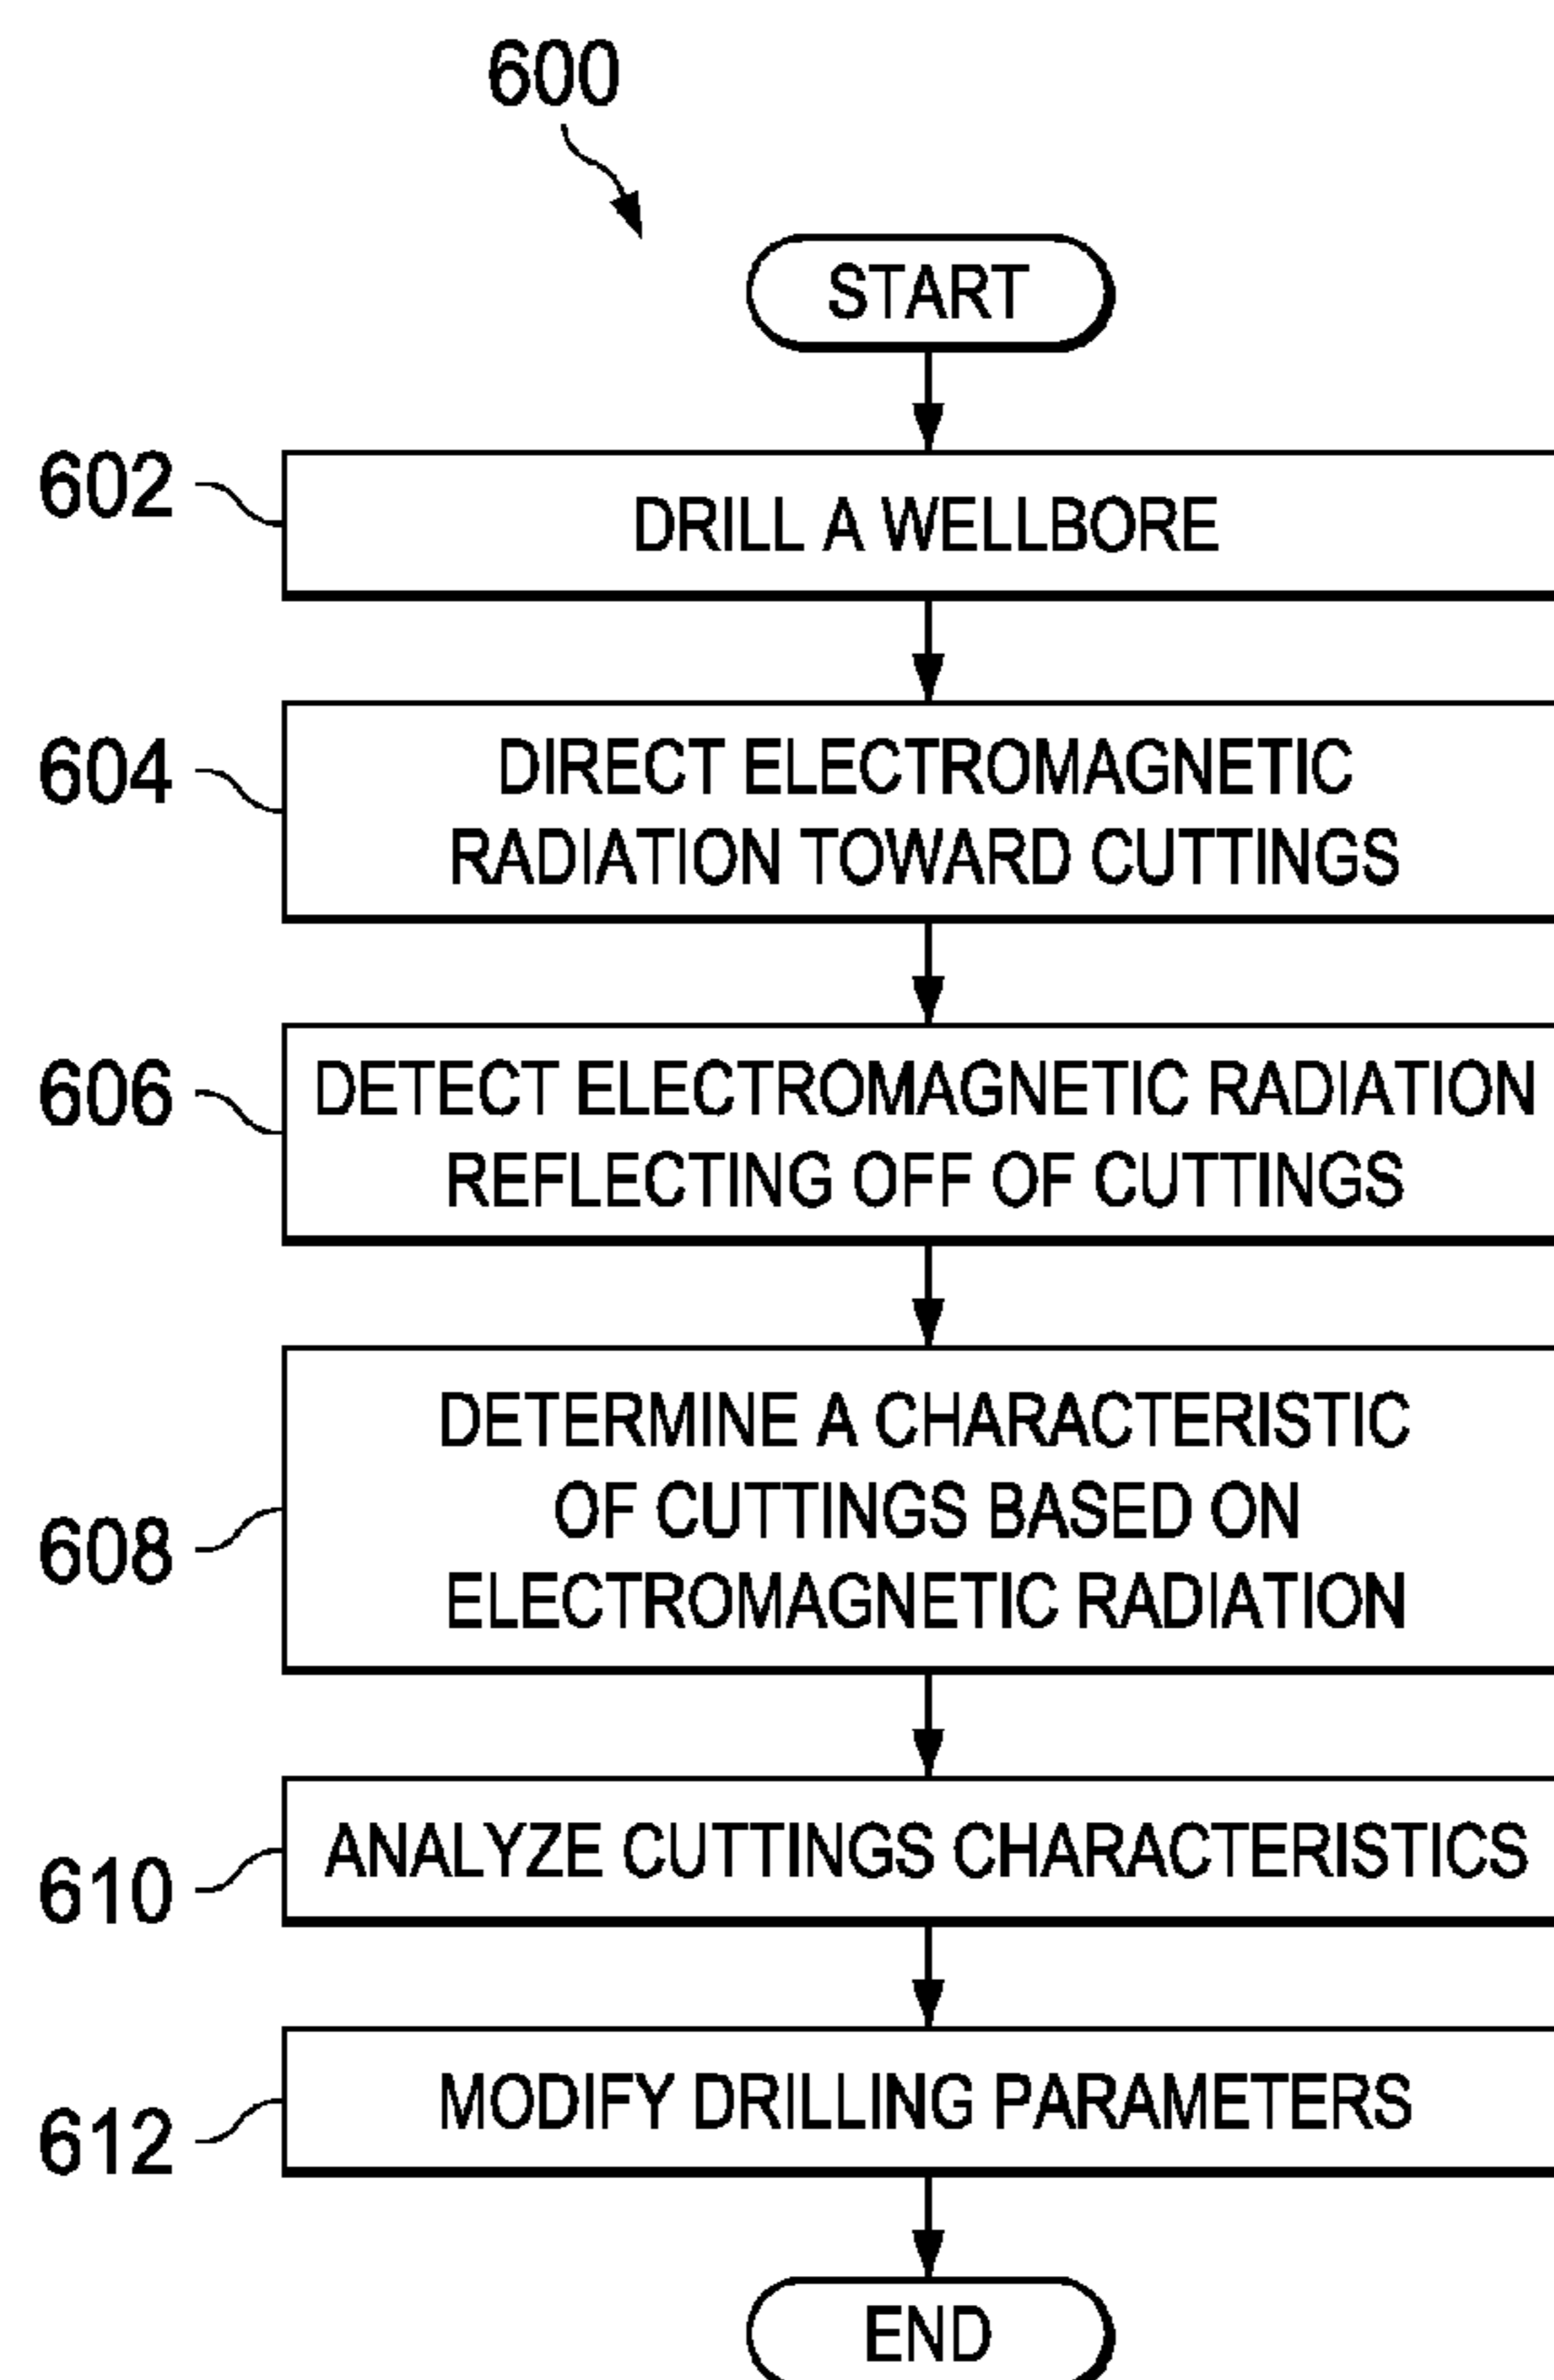 600
START
602
DRILL A WELLBORE
604
DIRECT ELECTROMAGNETIC
RADIATION TOWARD CUTTINGS
606
DETECT ELECTROMAGNETIC RADIATION
REFLECTING OFF OF CUTTINGS
608
DETERMINE A CHARACTERISTIC
OF CUTTINGS BASED ON
ELECTROMAGNETIC RADIATION
610
ANALYZE CUTTINGS CHARACTERISTICS
612
MODIFY DRILLING PARAMETERS
END